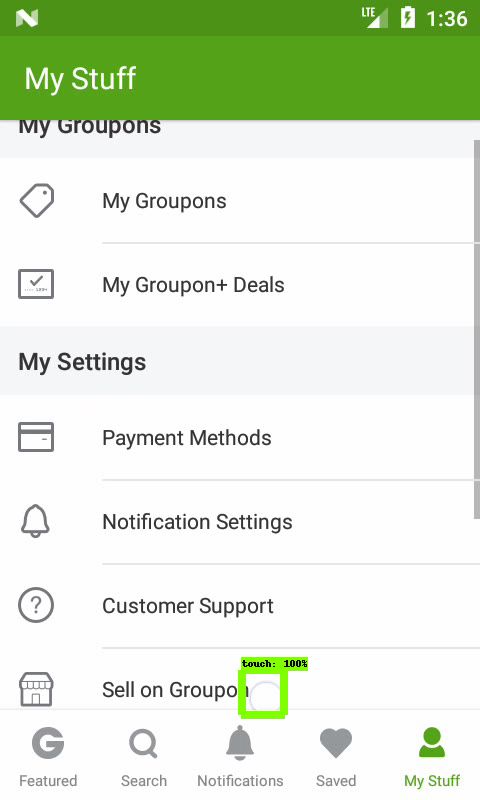 LTE
1:36
My Stuff
My Groupons
My Groupons
My Groupon+ Deals
My Settings
Payment Methods
Notification Settings
Customer Support
touch: 100%
Sell on Groupon
Featured
Search
Notifications
Saved
My Stuff